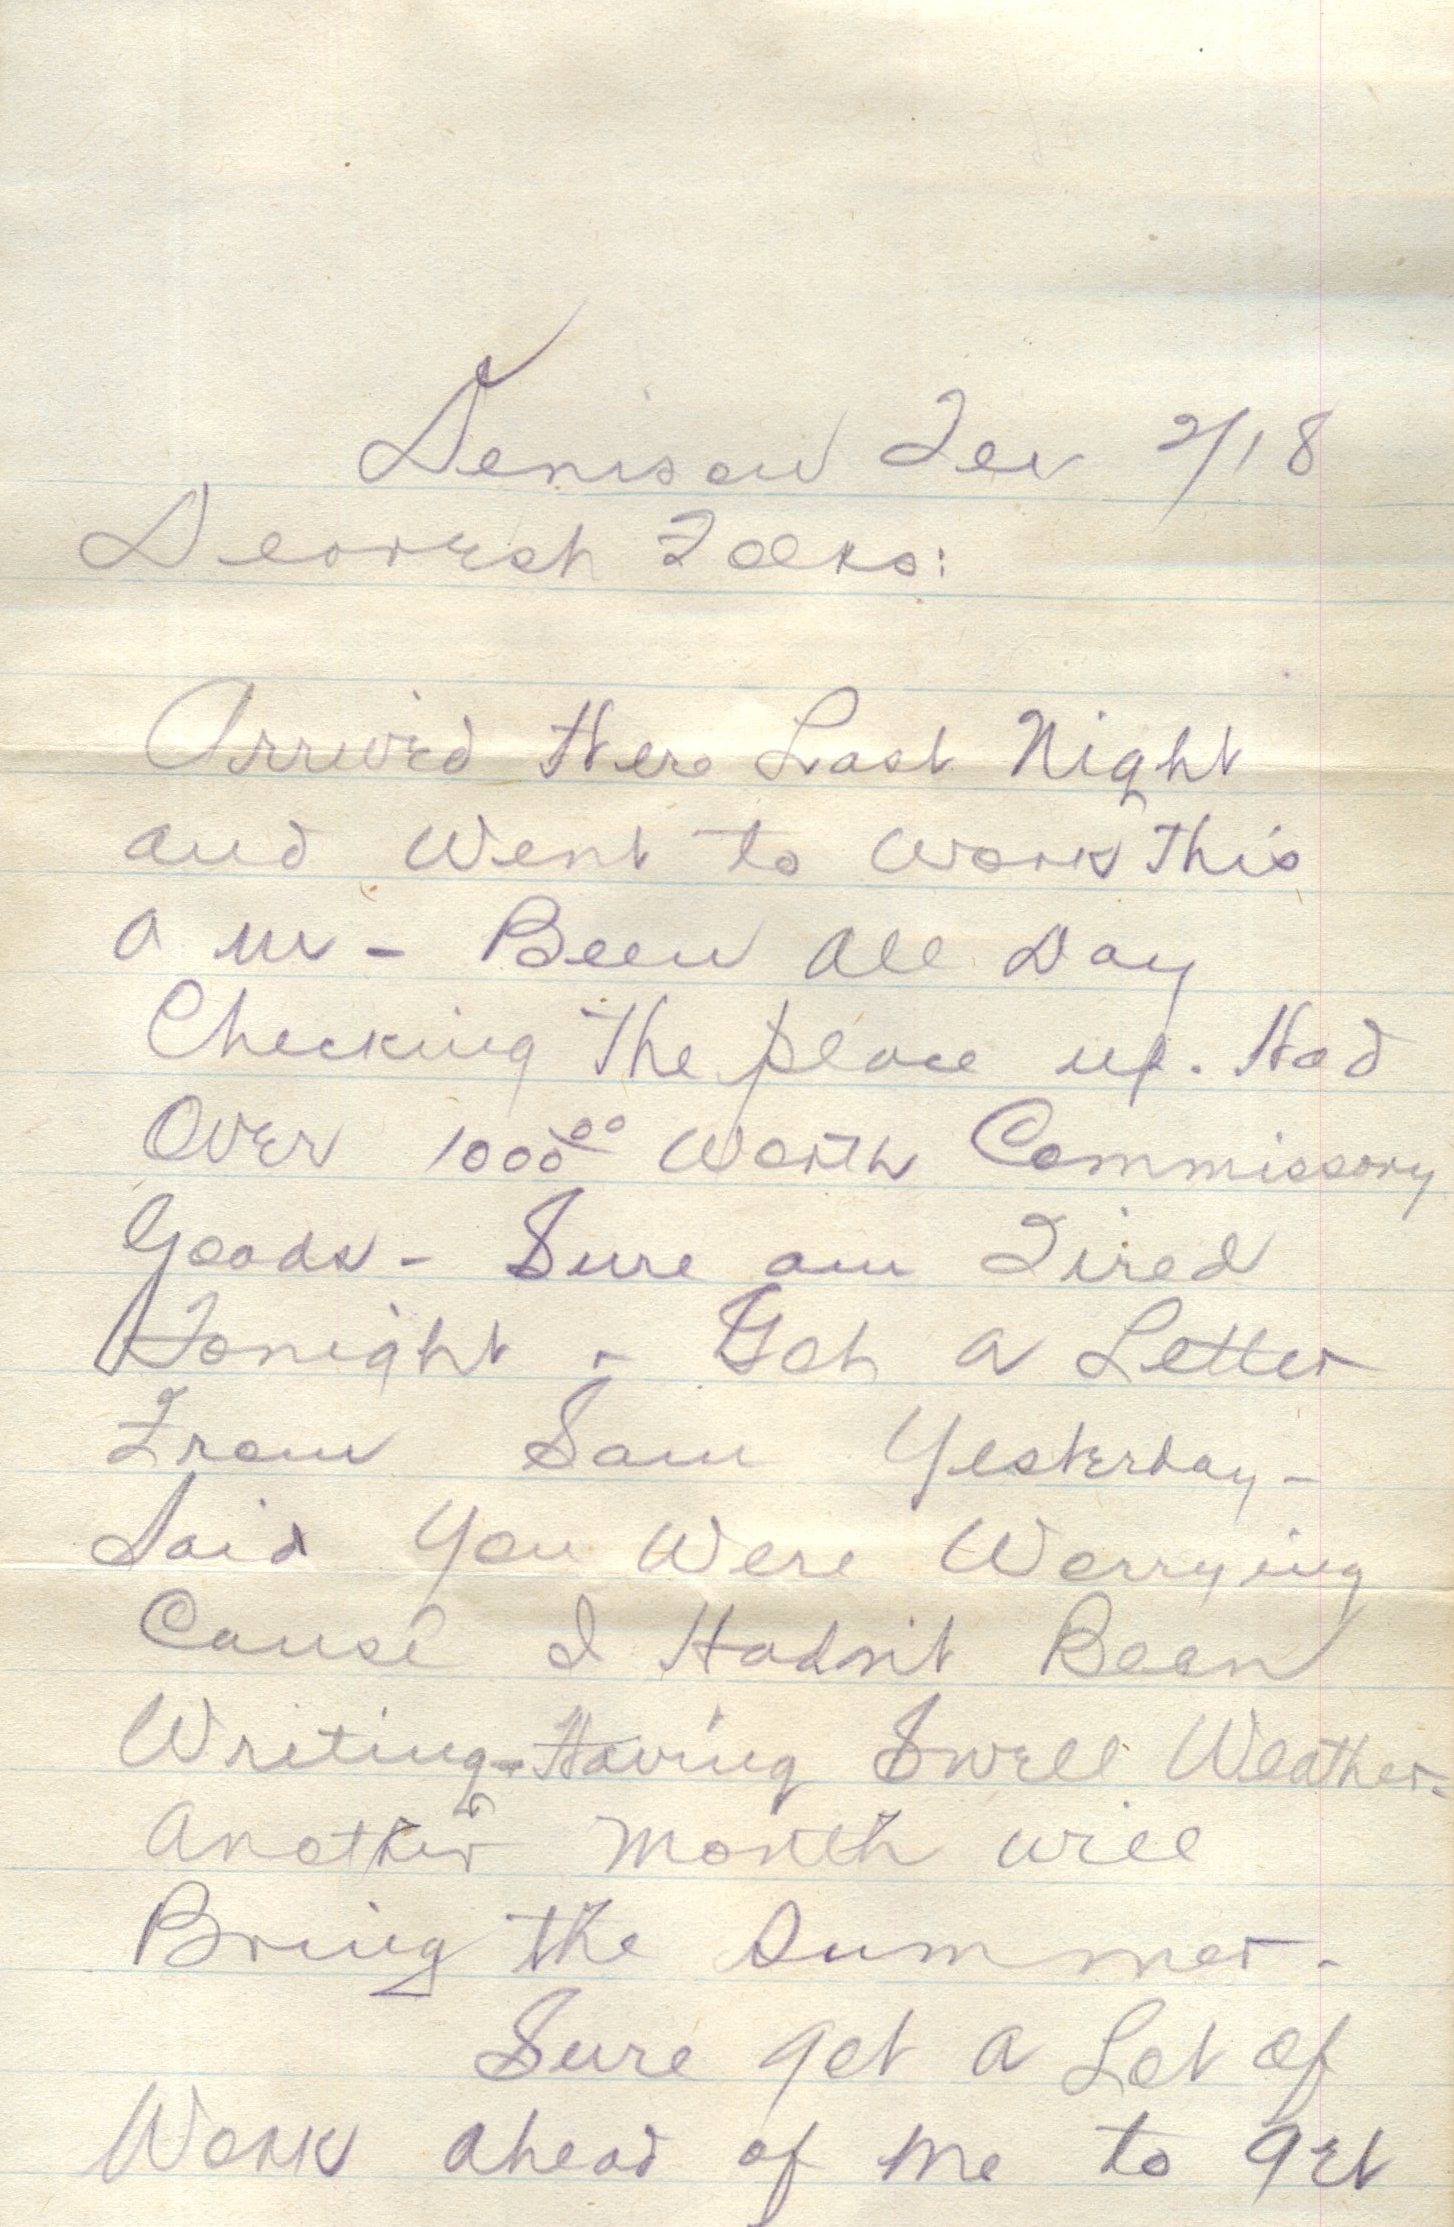 Denison Tex 2/18
Dearest Folks:
Arrived Here Last Night
and Went to Work This
a m - Been all Day
Checking The place up. Had
Over 1000.00 Worth Commissary
Goods - Sure am Tired
Tonight - Got a Letter
From Sam Yesterday -
Said You Were Worrying
Cause I Hadn't Been
Writing - Having Swell Weather -
Another Month will
Bring the Summer -
Sure got a Lot of
Work ahead of me to get